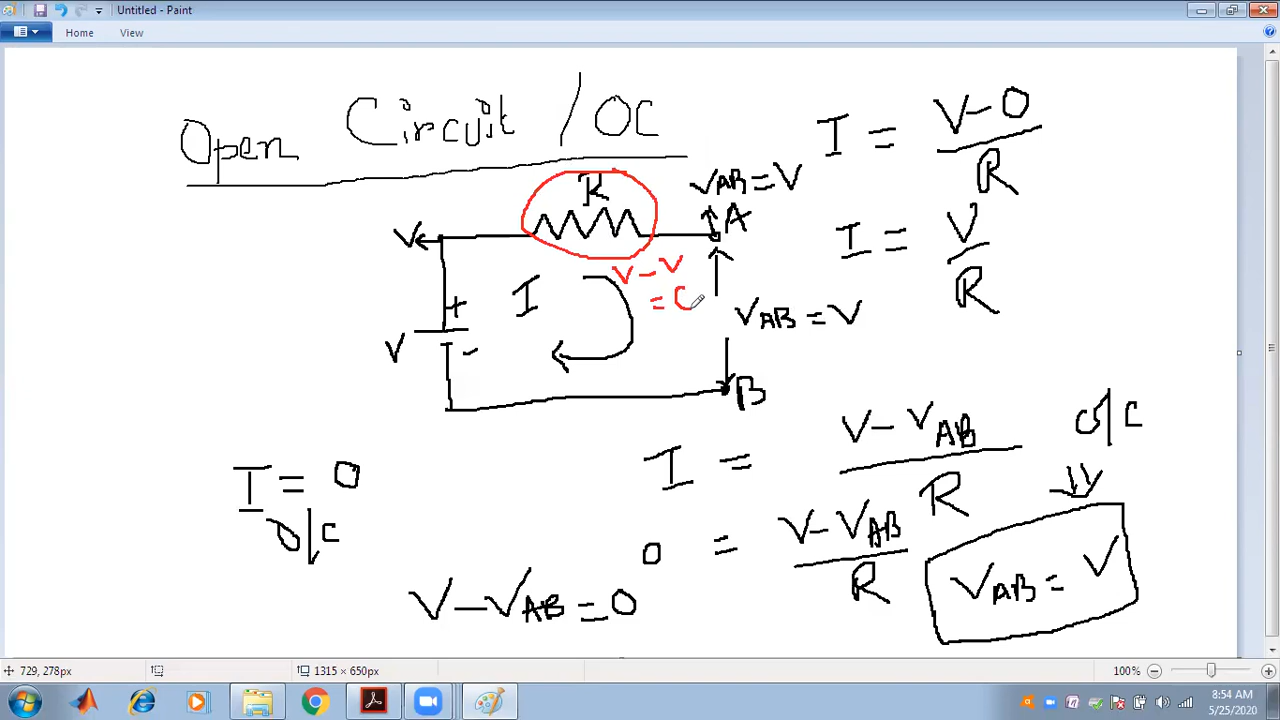 Untitled - Paint
Home View
Open Circuit / OC
I = V-0 / R
R
VAB = V
V
A
I = V / R
V-V
= 0
I
+
VAB = V
V
-
B
I = V - VAB / R
O/C
I = 0
O/C
0 = V - VAB / R
VAB = V
V - VAB = 0
729, 278px
1315 × 650px
100%
8:54 AM
5/25/2020